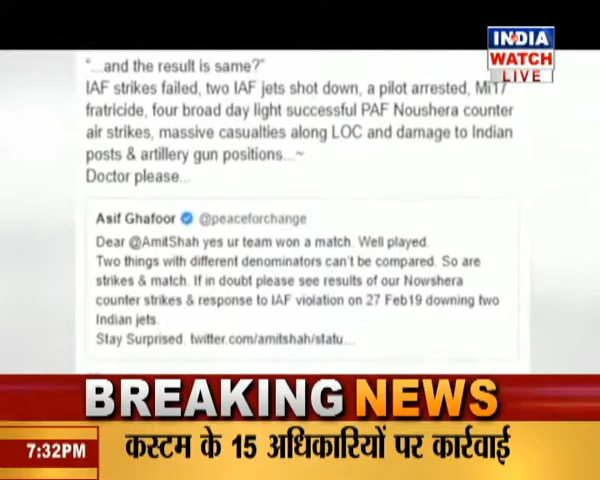 INDIA
WATCH
LIVE
"...and the result is same?"
IAF strikes failed, two IAF jets shot down, a pilot arrested, Mi17
fratricide, four broad day light successful PAF Noushera counter
air strikes, massive casualties along LOC and damage to Indian
posts & artillery gun positions...~
Doctor please...
Asif Ghafoor @peaceforchange
Dear @AmitShah yes ur team won a match. Well played.
Two things with different denominators can't be compared. So are
strikes & match. If in doubt please see results of our Nowshera
counter strikes & response to IAF violation on 27 Feb19 downing two
Indian jets.
Stay Surprised. twitter.com/amitshah/statu...
BREAKING NEWS
7:32PM
कस्टम के 15 अधिकारियों पर कार्रवाई